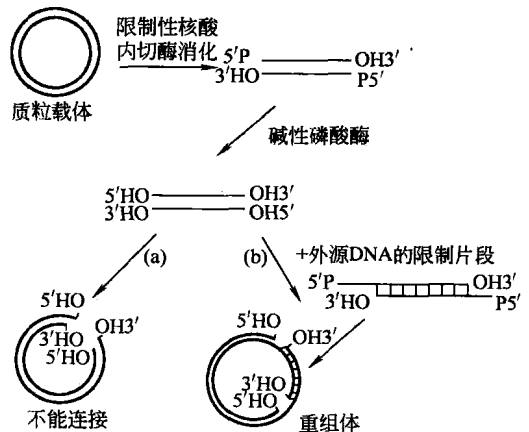 限制性核酸
内切酶消化
质粒载体
5′P
3′HO
OH3′
P5′
碱性磷酸酶
5′HO
3′HO
OH3′
OH5′
(a)
(b)
+外源DNA的限制片段
5′P
3′HO
OH3′
P5′
5′HO
OH3′
3′HO
5′HO
不能连接
5′HO
OH3′
3′HO
5′HO
重组体